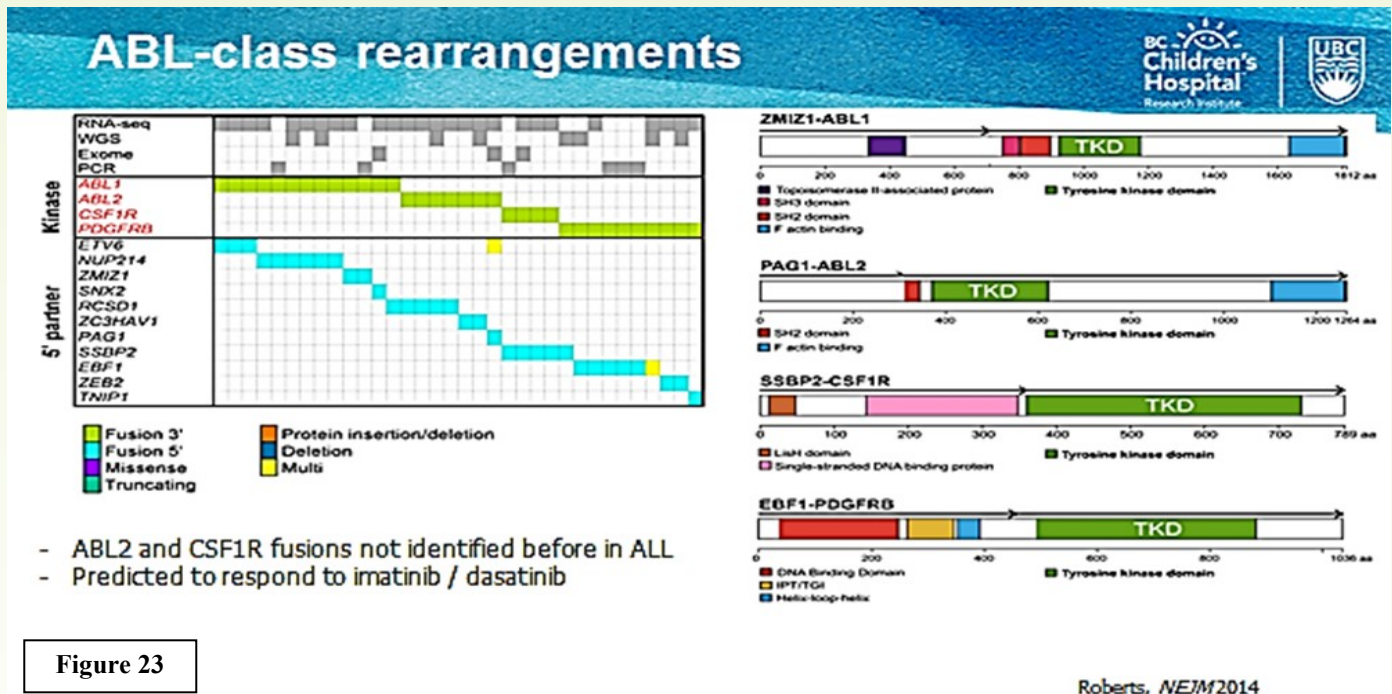 ABL-class rearrangements
BC
Children's
Hospital
Research Institute
UBC
RNA-seq
WGS
Exome
PCR
Kinase
ABL1
ABL2
CSF1R
PDGFRB
5' partner
ETV6
NUP214
ZMIZ1
SNX2
RCSD1
ZC3HAV1
PAG1
SSBP2
EBF1
ZEB2
TNIP1
Fusion 3'
Fusion 5'
Missense
Truncating
Protein insertion/deletion
Deletion
Multi
- ABL2 and CSF1R fusions not identified before in ALL
- Predicted to respond to imatinib / dasatinib
Figure 23
ZMIZ1-ABL1
TKD
0 200 400 600 800 1000 1200 1400 1600 1812 aa
Topoisomerase II-associated protein
Tyrosine kinase domain
SH3 domain
SH2 domain
F actin binding
PAG1-ABL2
TKD
0 200 400 600 800 1000 1200 1264 aa
SH2 domain
Tyrosine kinase domain
F actin binding
SSBP2-CSF1R
TKD
0 100 200 300 400 500 600 700 789 aa
LisH domain
Tyrosine kinase domain
Single-stranded DNA binding protein
EBF1-PDGFRB
TKD
0 200 400 600 800 1036 aa
DNA Binding Domain
Tyrosine kinase domain
IPT/TGI
Helix-loop-helix
Roberts, NEJM 2014